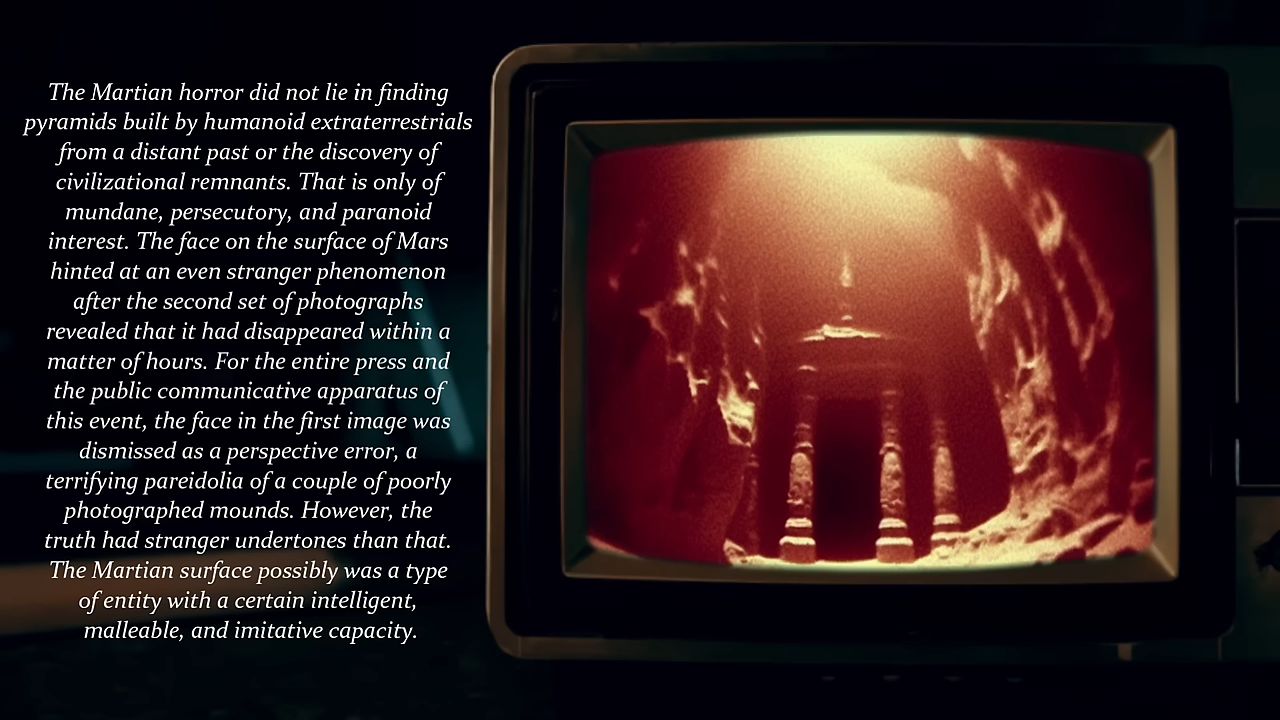 The Martian horror did not lie in finding
pyramids built by humanoid extraterrestrials
from a distant past or the discovery of
civilizational remnants. That is only of
mundane, persecutory, and paranoid
interest. The face on the surface of Mars
hinted at an even stranger phenomenon
after the second set of photographs
revealed that it had disappeared within a
matter of hours. For the entire press and
the public communicative apparatus of
this event, the face in the first image was
dismissed as a perspective error, a
terrifying pareidolia of a couple of poorly
photographed mounds. However, the
truth had stranger undertones than that.
The Martian surface possibly was a type
of entity with a certain intelligent,
malleable, and imitative capacity.